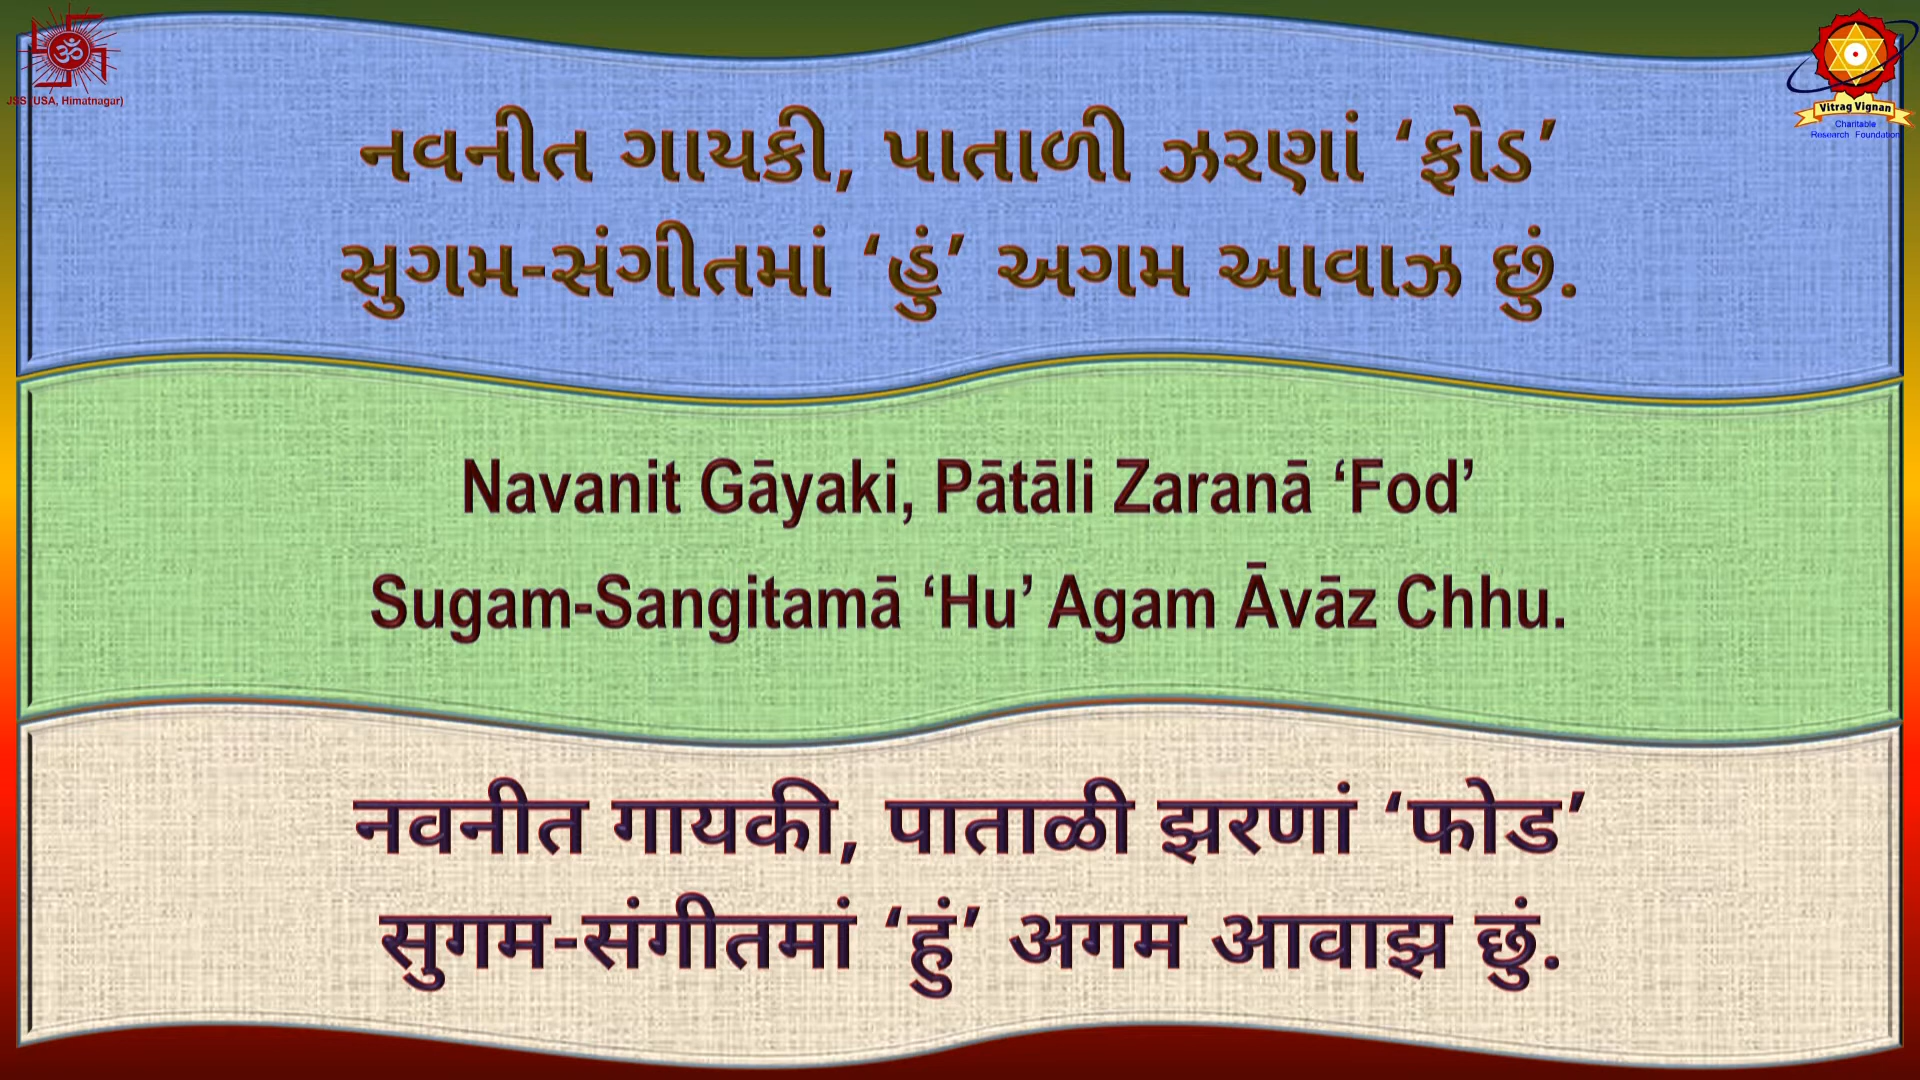 ॐ
JSS (USA, Himatnagar)
Vitrag Vignan
Charitable
Research Foundation
નવનીત ગાયકી, પાતાળી ઝરણાં ‘ફોડ’
સુગમ-સંગીતમાં ‘હું’ અગમ આવાઝ છું.
Navanit Gāyaki, Pātāli Zaranā ‘Fod’
Sugam-Sangitamā ‘Hu’ Agam Āvāz Chhu.
नवनीत गायकी, पाताळी झरणां ‘फोड’
सुगम-संगीतमां ‘हुं’ अगम आवाझ छुं.